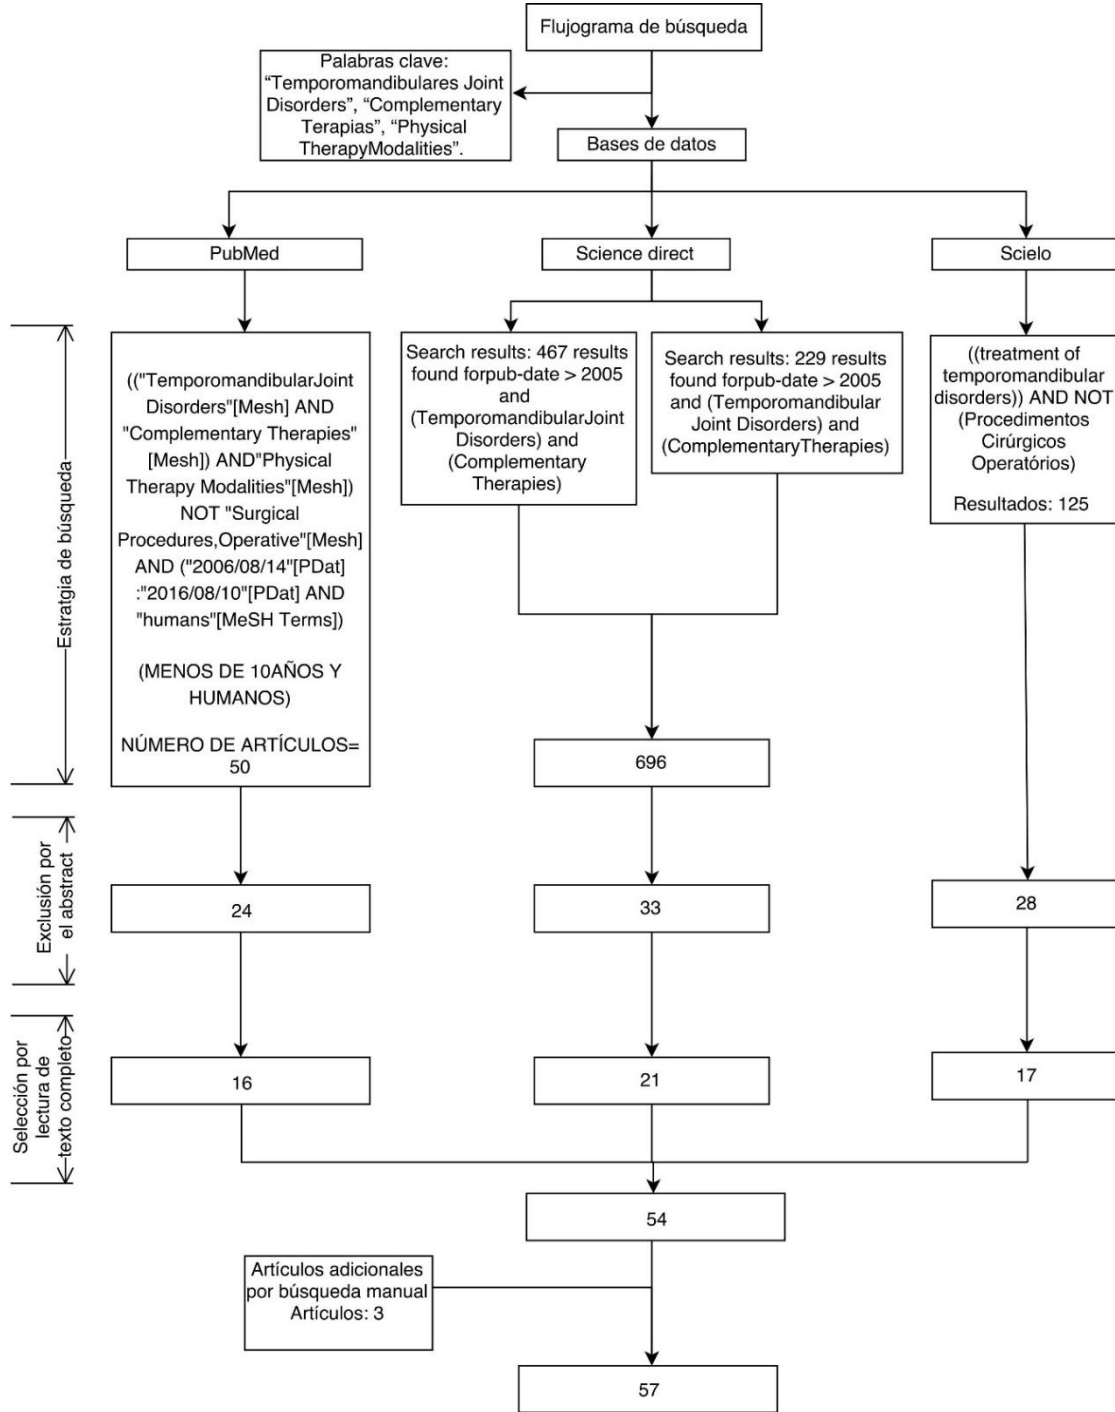 Flujograma de búsqueda
Palabras clave:
“Temporomandibulares Joint
Disorders”, “Complementary
Terapias”, “Physical
TherapyModalities”.
Bases de datos
PubMed
Science direct
Scielo
Estratgia de búsqueda
(("TemporomandibularJoint
Disorders"[Mesh] AND
"Complementary Therapies"
[Mesh]) AND"Physical
Therapy Modalities"[Mesh])
NOT "Surgical
Procedures,Operative"[Mesh]
AND ("2006/08/14"[PDat]
:"2016/08/10"[PDat] AND
"humans"[MeSH Terms])
(MENOS DE 10AÑOS Y
HUMANOS)
NÚMERO DE ARTÍCULOS=
50
Search results: 467 results
found forpub-date > 2005
and
(TemporomandibularJoint
Disorders) and
(Complementary
Therapies)
Search results: 229 results
found forpub-date > 2005
and (Temporomandibular
Joint Disorders) and
(ComplementaryTherapies)
((treatment of
temporomandibular
disorders)) AND NOT
(Procedimentos
Cirúrgicos
Operatórios)
Resultados: 125
696
Exclusión por
el abstract
24
33
28
Selección por
lectura de
texto completo
16
21
17
54
Artículos adicionales
por búsqueda manual
Artículos: 3
57